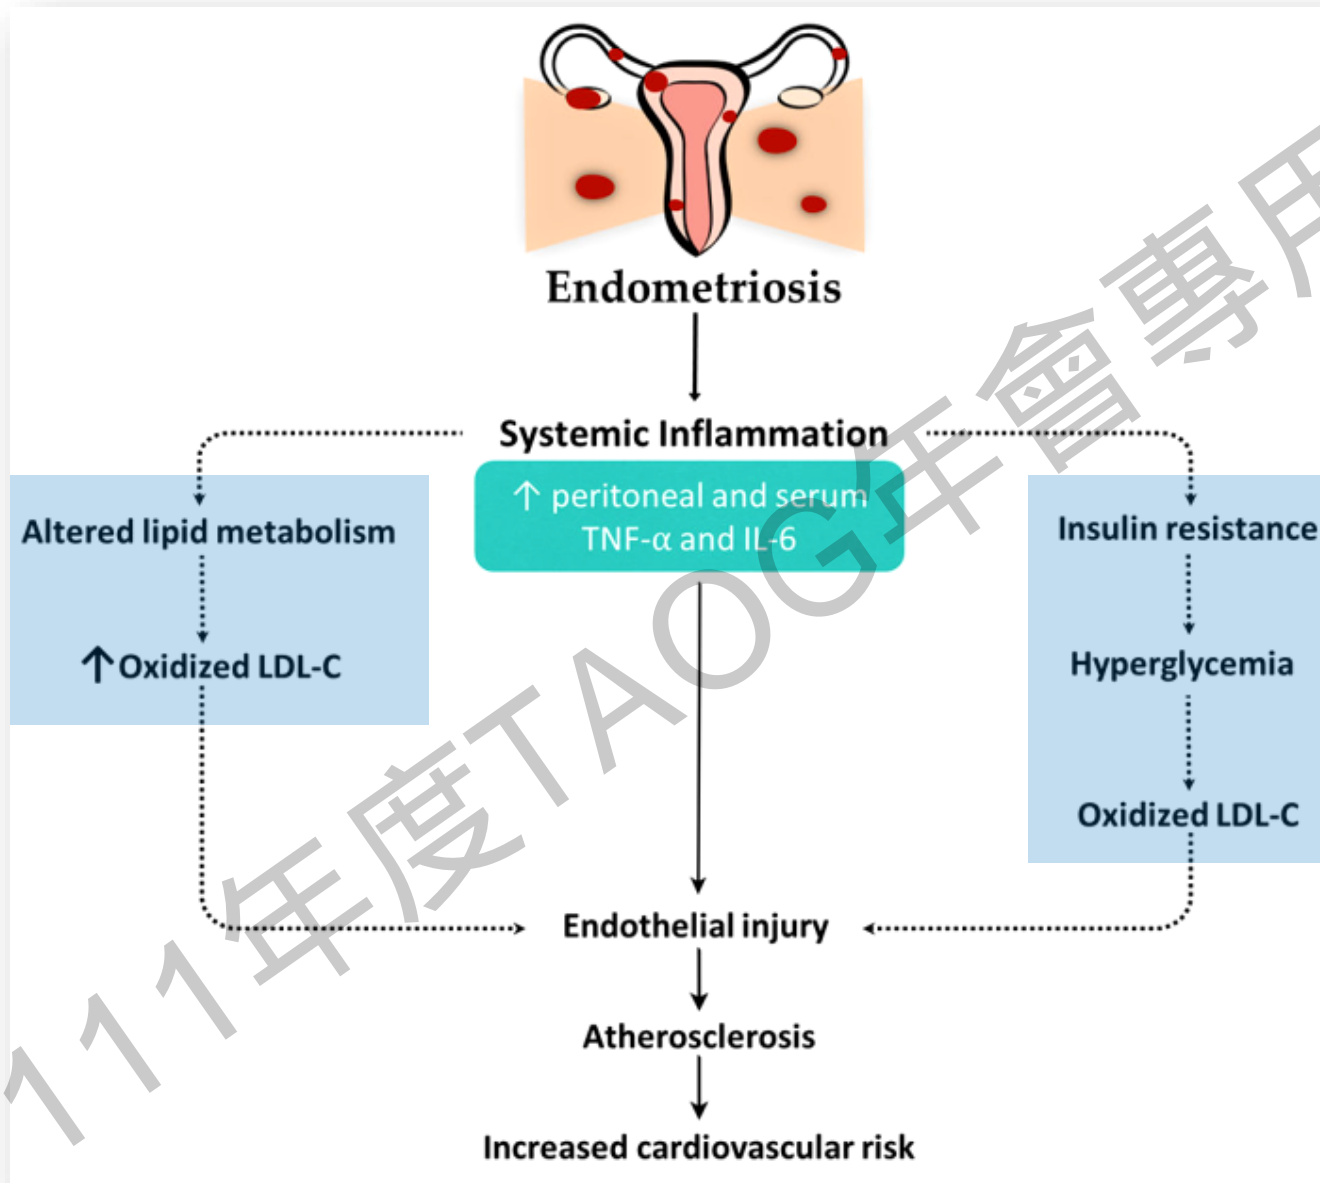 Endometriosis
Systemic Inflammation
↑ peritoneal and serum
TNF-α and IL-6
Altered lipid metabolism
↑Oxidized LDL-C
Insulin resistance
Hyperglycemia
Oxidized LDL-C
Endothelial injury
Atherosclerosis
Increased cardiovascular risk
111年度TAOG年會專用